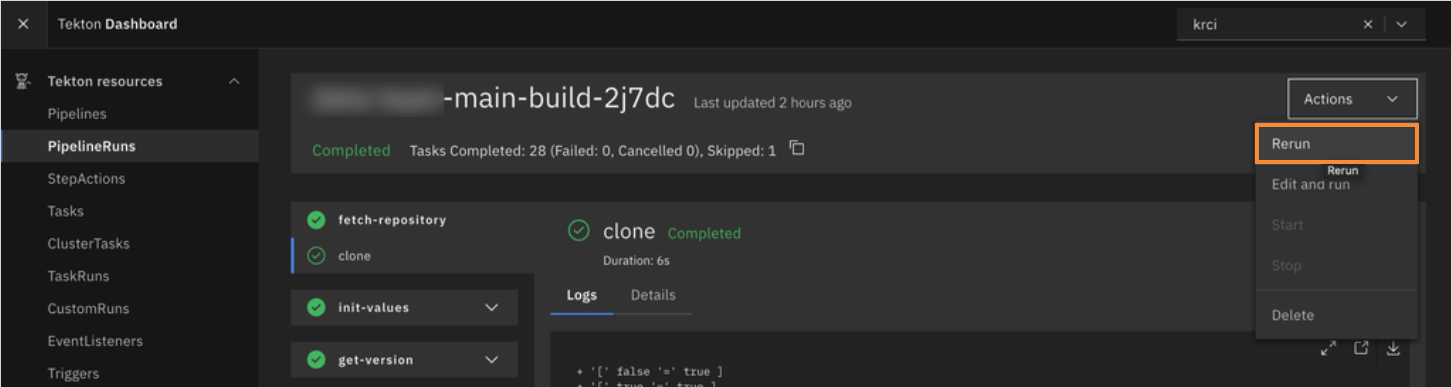 Tekton Dashboard
krci
Tekton resources
Pipelines
PipelineRuns
StepActions
Tasks
ClusterTasks
TaskRuns
CustomRuns
EventListeners
Triggers
-main-build-2j7dc Last updated 2 hours ago
Completed Tasks Completed: 28 (Failed: 0, Cancelled 0), Skipped: 1
Actions
Rerun
Rerun
Edit and run
Start
Stop
Delete
fetch-repository
clone
init-values
get-version
clone Completed
Duration: 6s
Logs Details
+ '[' false '=' true ]
+ '[' true '=' true ]